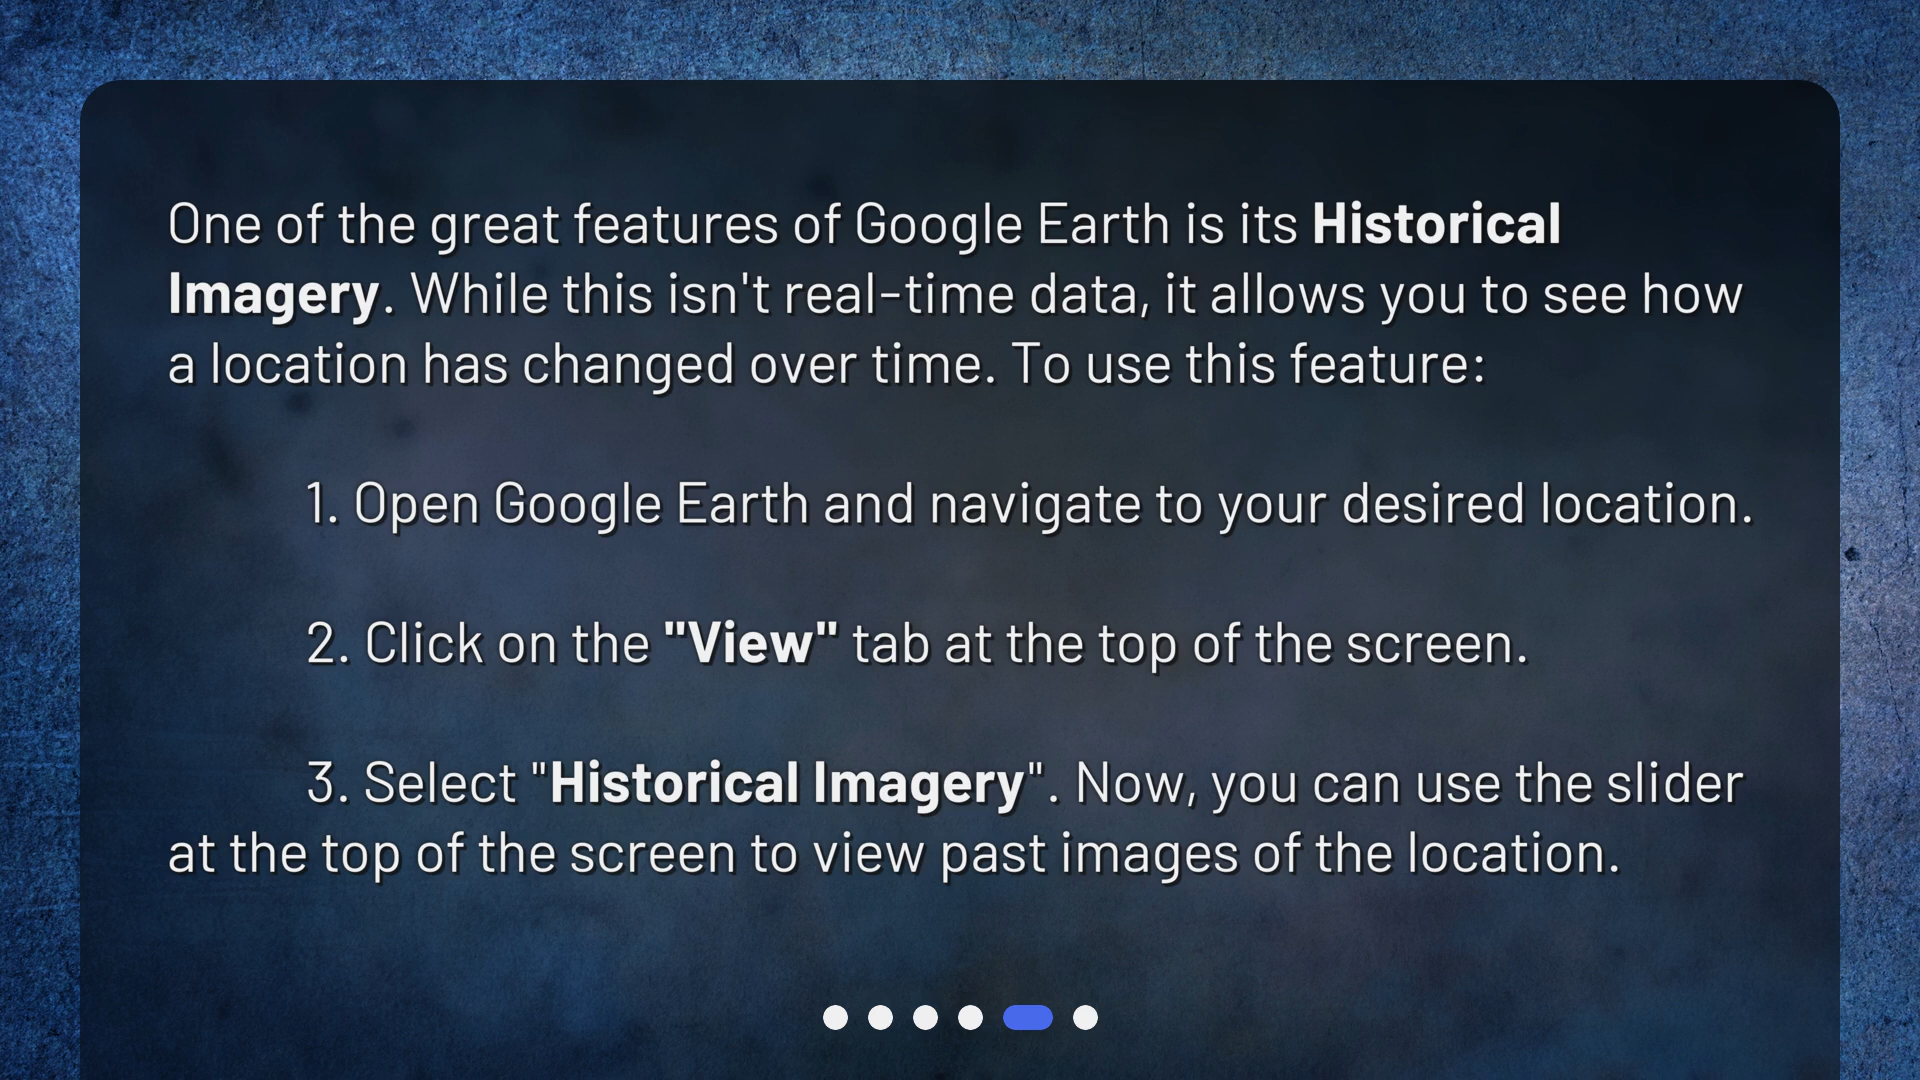 One of the great features of Google Earth is its Historical
Imagery. While this isn't real-time data, it allows you to see how
a location has changed over time. To use this feature:
1. Open Google Earth and navigate to your desired location.
2. Click on the "View" tab at the top of the screen.
3. Select "Historical Imagery". Now, you can use the slider
at the top of the screen to view past images of the location.